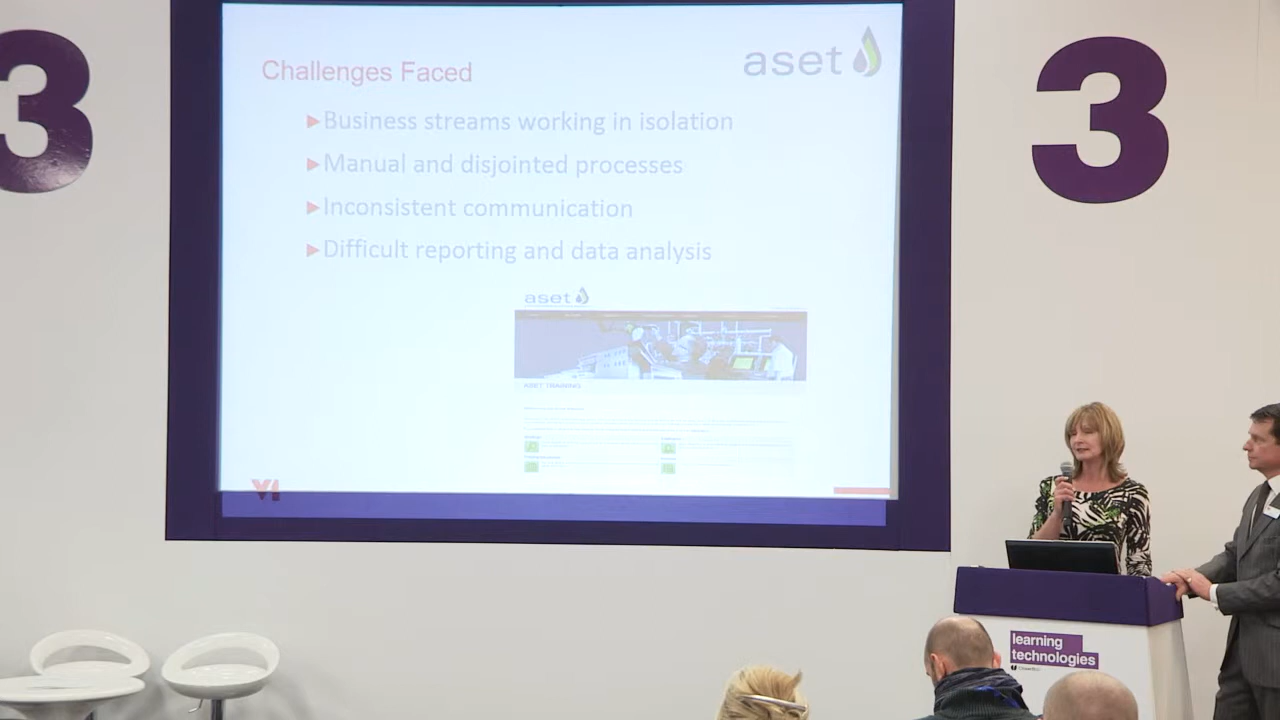 3
3
aset
Challenges Faced
Business streams working in isolation
Manual and disjointed processes
Inconsistent communication
Difficult reporting and data analysis
aset
ASET TRAINING
learning
technologies